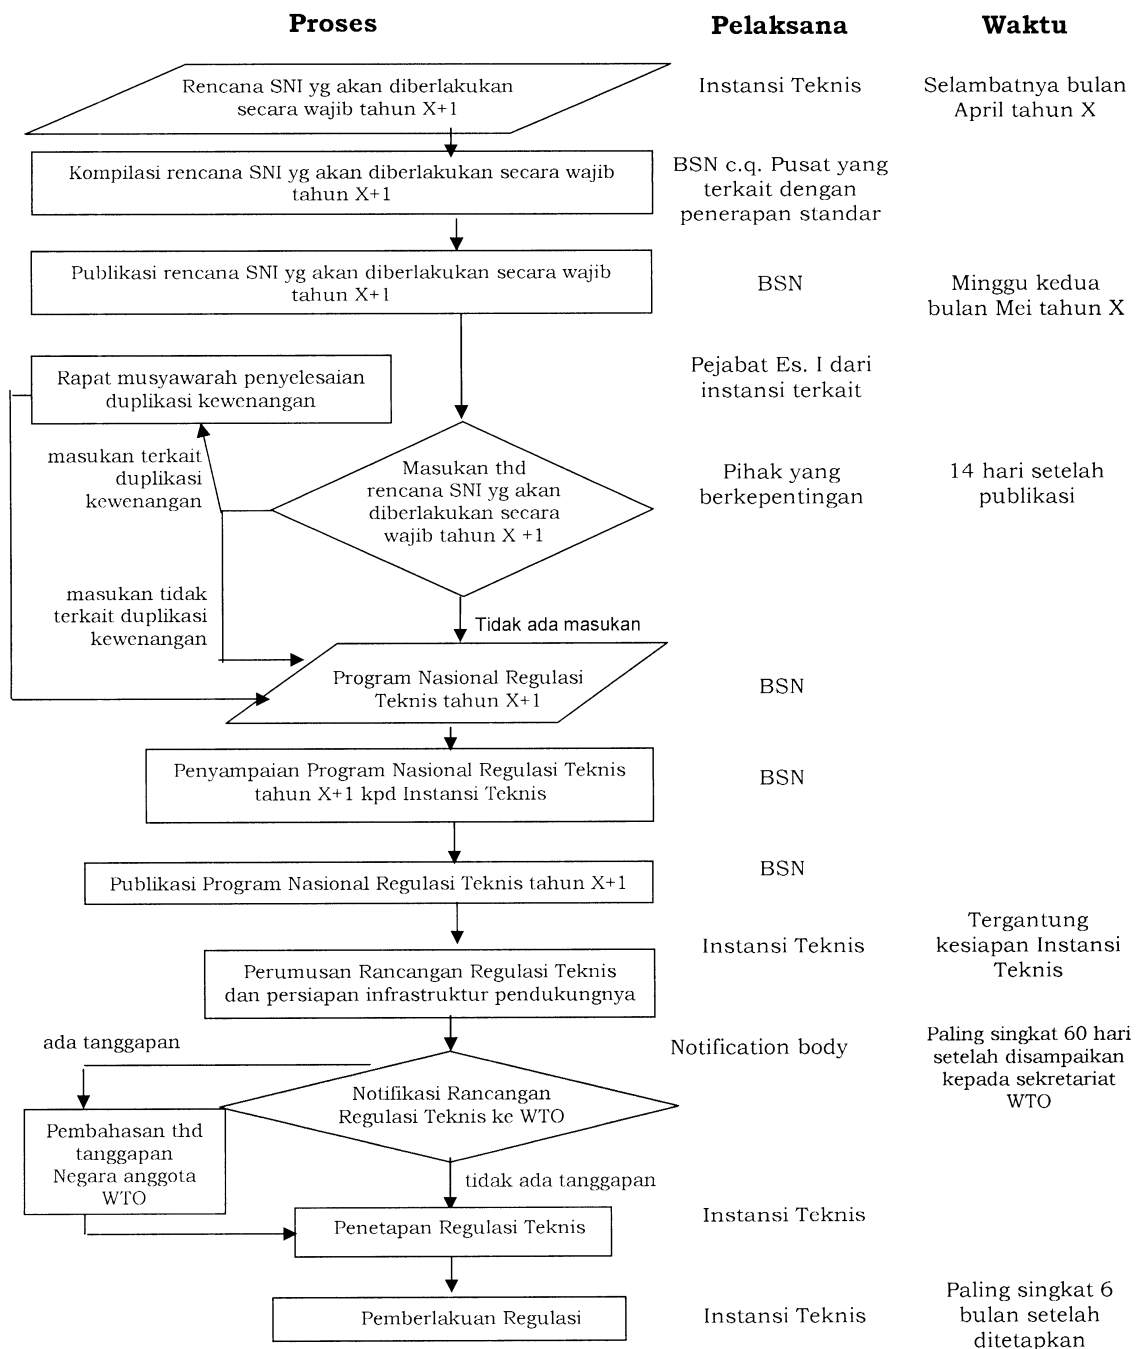 Proses
Pelaksana
Waktu
Rencana SNI yg akan diberlakukan
secara wajib tahun X+1
Instansi Teknis
Selambatnya bulan
April tahun X
Kompilasi rencana SNI yg akan diberlakukan secara wajib
tahun X+1
BSN c.q. Pusat yang
terkait dengan
penerapan standar
Publikasi rencana SNI yg akan diberlakukan secara wajib
tahun X+1
BSN
Minggu kedua
bulan Mei tahun X
Rapat musyawarah penyelesaian
duplikasi kewenangan
Pejabat Es. I dari
instansi terkait
masukan terkait
duplikasi
kewenangan
Masukan thd
rencana SNI yg akan
diberlakukan secara
wajib tahun X +1
Pihak yang
berkepentingan
14 hari setelah
publikasi
masukan tidak
terkait duplikasi
kewenangan
Tidak ada masukan
Program Nasional Regulasi
Teknis tahun X+1
BSN
Penyampaian Program Nasional Regulasi Teknis
tahun X+1 kpd Instansi Teknis
BSN
Publikasi Program Nasional Regulasi Teknis tahun X+1
BSN
Perumusan Rancangan Regulasi Teknis
dan persiapan infrastruktur pendukungnya
Instansi Teknis
Tergantung
kesiapan Instansi
Teknis
ada tanggapan
Notifikasi Rancangan
Regulasi Teknis ke WTO
Notification body
Paling singkat 60 hari
setelah disampaikan
kepada sekretariat
WTO
Pembahasan thd
tanggapan
Negara anggota
WTO
tidak ada tanggapan
Penetapan Regulasi Teknis
Instansi Teknis
Pemberlakuan Regulasi
Instansi Teknis
Paling singkat 6
bulan setelah
ditetapkan